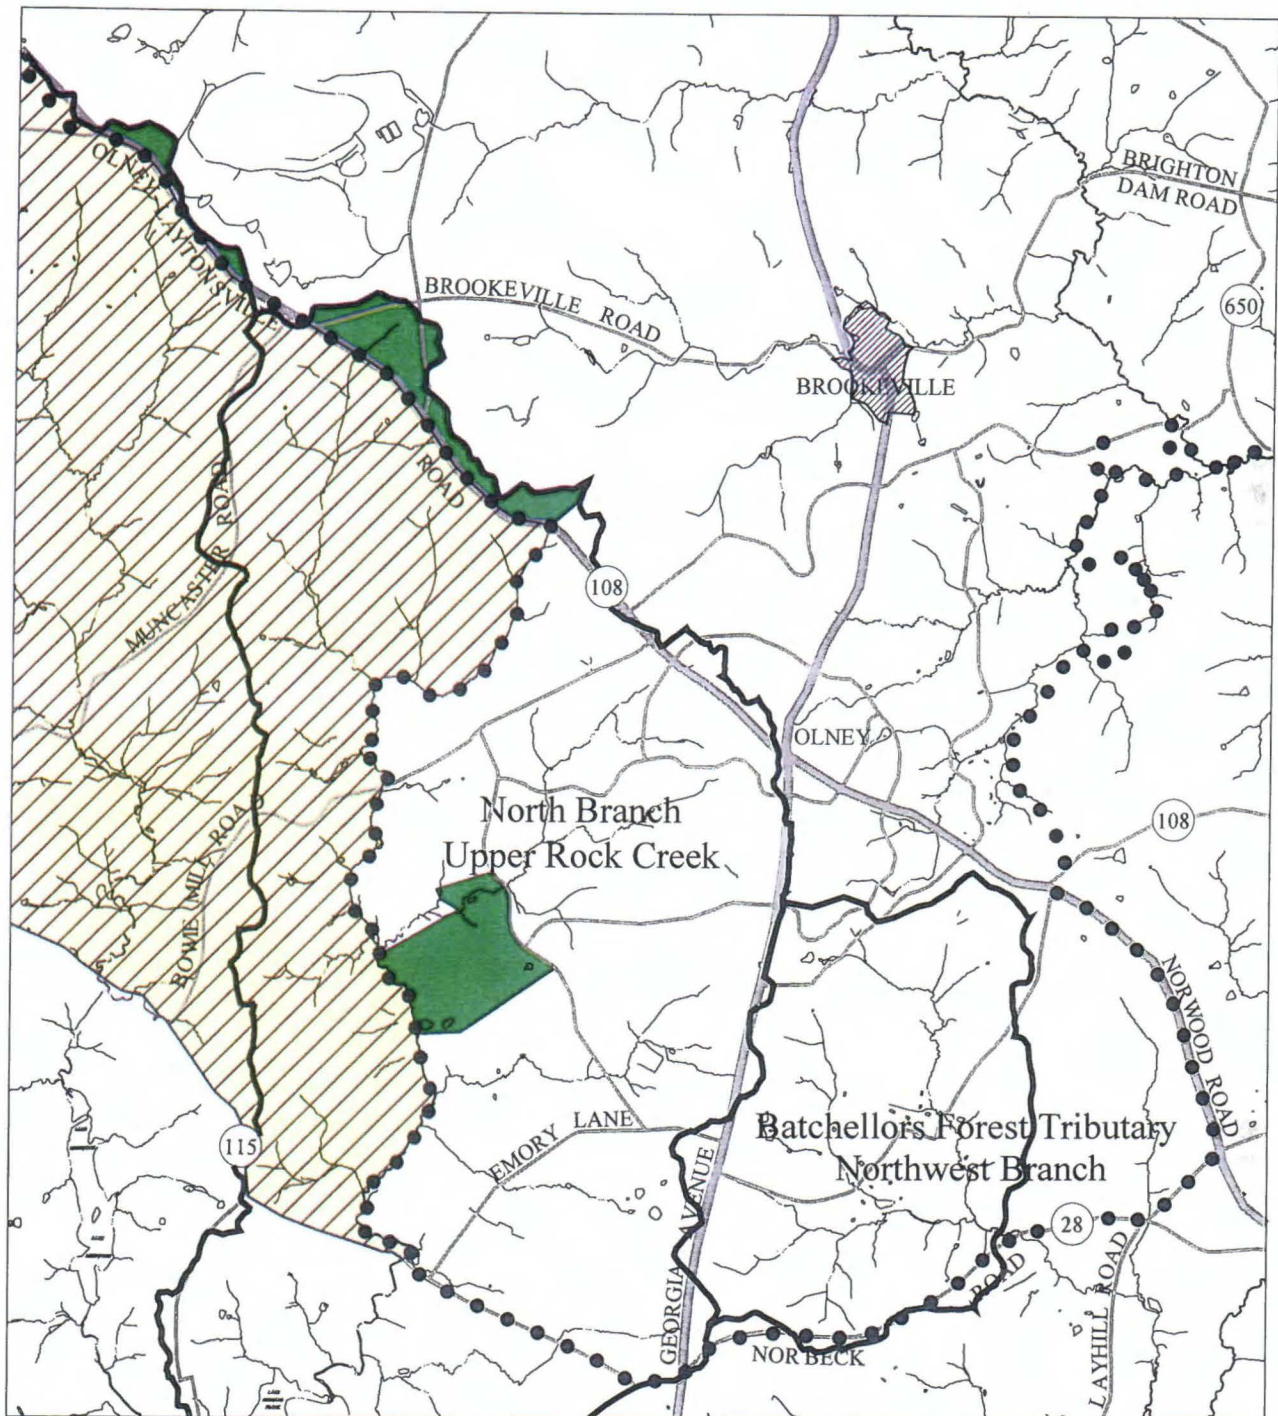 BRIGHTON
DAM ROAD
OLNEY LAYTONSVILLE
ROAD
BROOKEVILLE ROAD
650
BROOKEVILLE
MUNCASTER ROAD
108
OLNEY
North Branch
Upper Rock Creek
108
BOWIE MILL ROAD
NORWOOD ROAD
EMORY LANE
115
Batchellors Forest Tributary
Northwest Branch
GEORGIA AVENUE
28
ROAD
LAYHILL ROAD
NORBECK